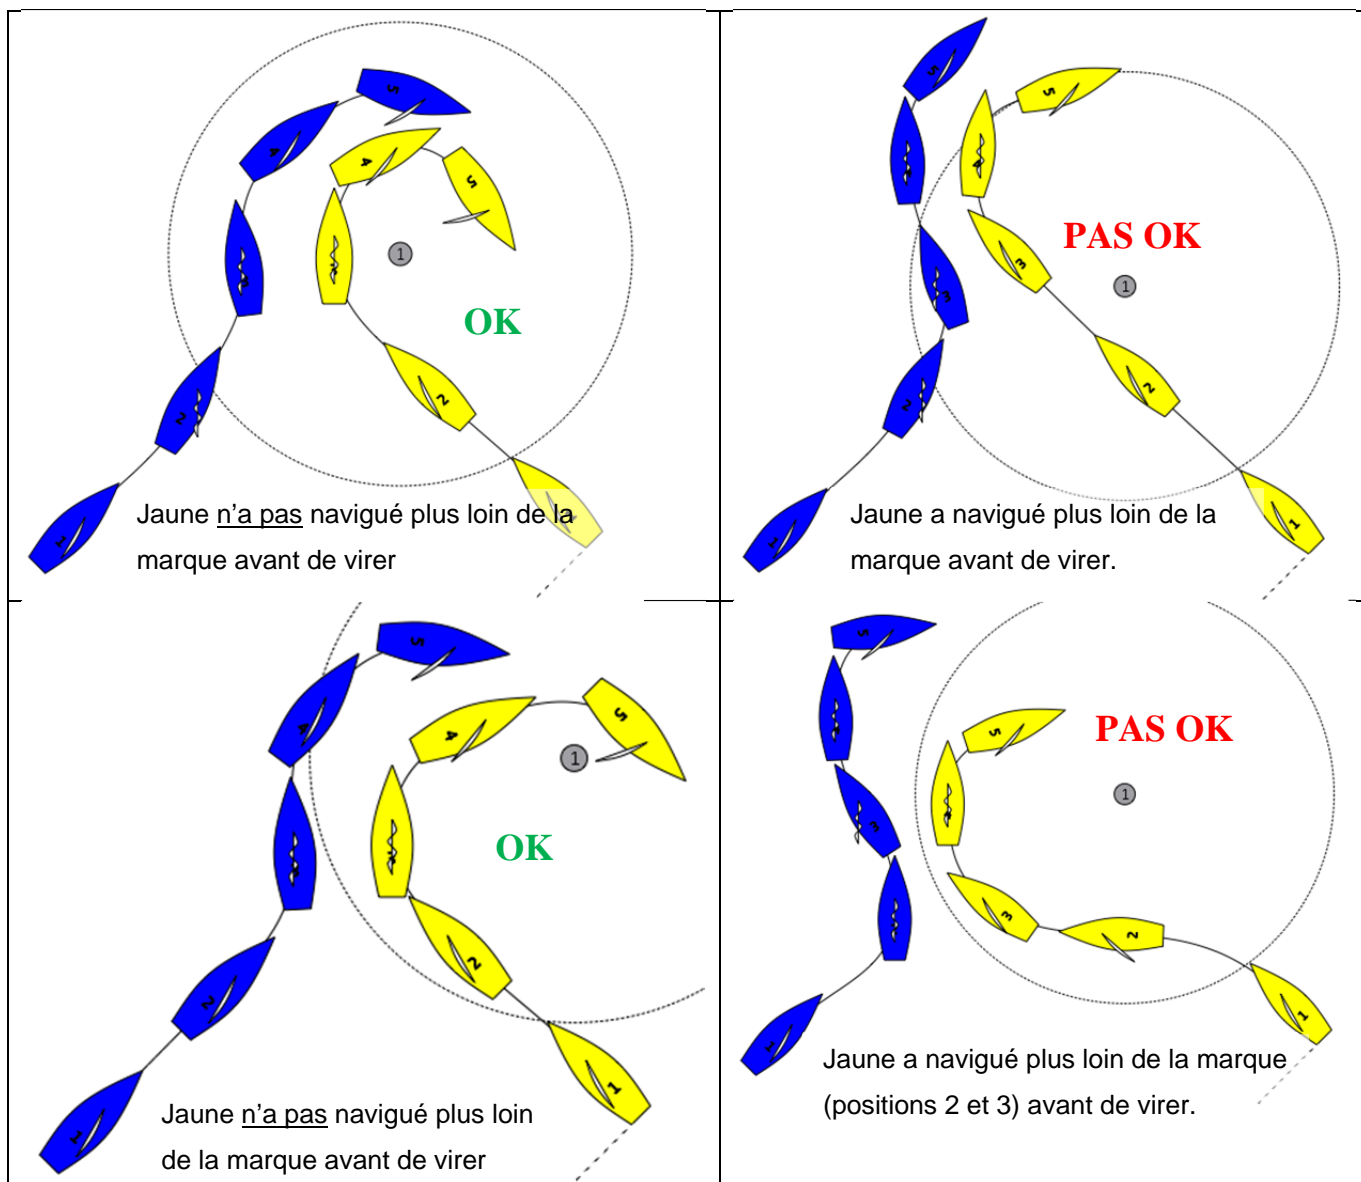 OK
Jaune n'a pas navigué plus loin de la
marque avant de virer
PAS OK
Jaune a navigué plus loin de la
marque avant de virer.
OK
Jaune n'a pas navigué plus loin
de la marque avant de virer
PAS OK
Jaune a navigué plus loin de la marque
(positions 2 et 3) avant de virer.